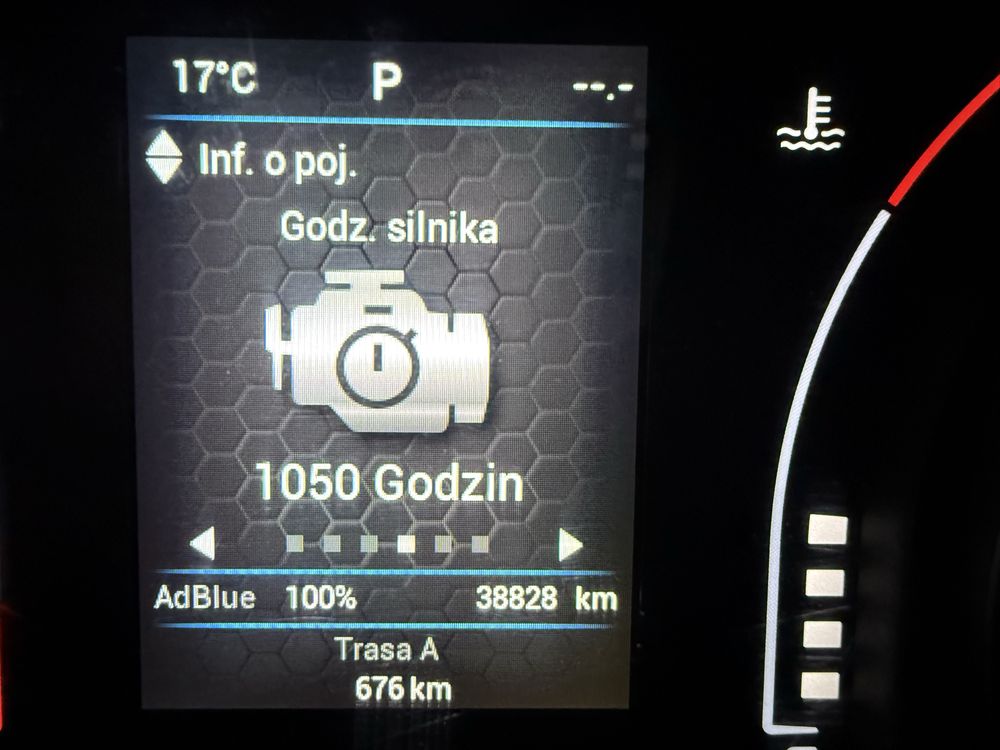 17°C P --.-
Inf. o poj.
Godz. silnika
1050 Godzin
AdBlue 100% 38828 km
Trasa A
676 km